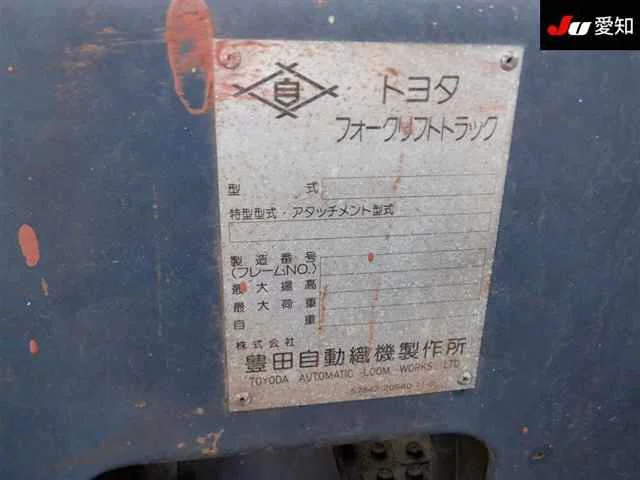 JU 愛知
自 トヨタ
フォークリフトトラック
型 式
特型型式・アタッチメント型式
製造番号
(フレームNO.)
最大揚高
最大荷重
自 重
株式会社
豊田自動織機製作所
TOYODA AUTOMATIC LOOM WORKS LTD